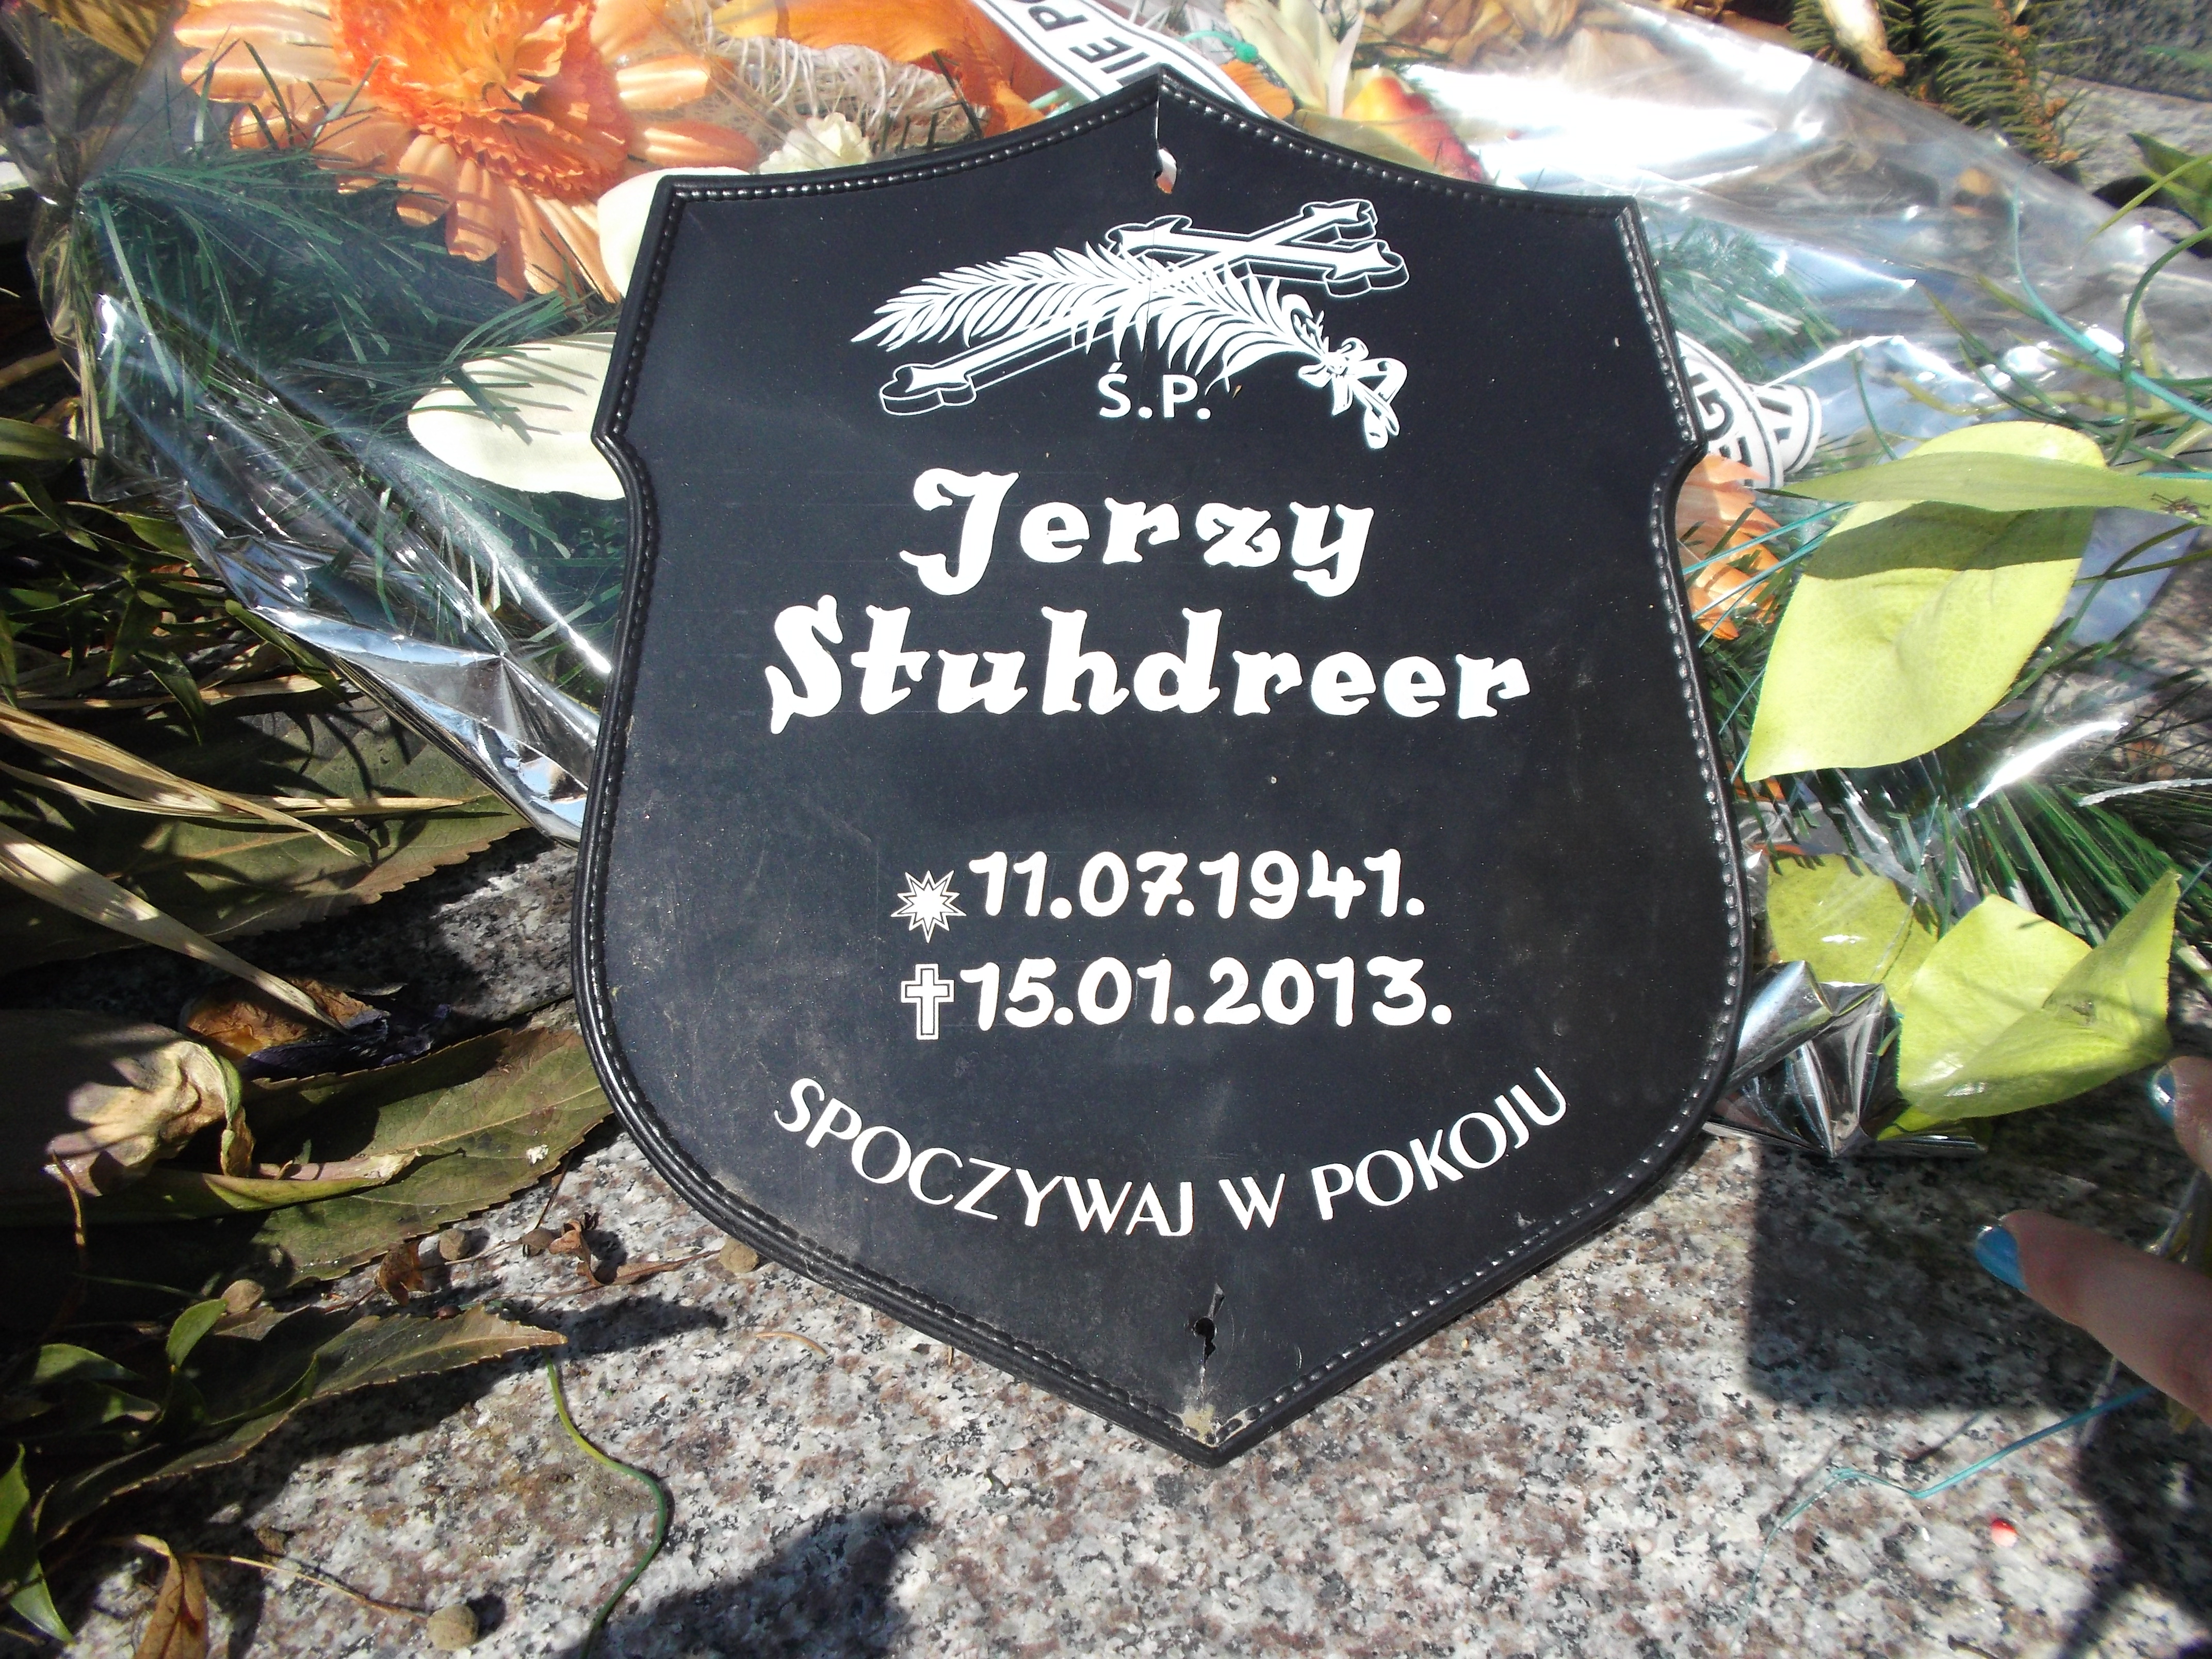 Ś.P.
Jerzy
Stuhdreer
11.07.1941.
15.01.2013.
SPOCZYWAJ W POKOJU